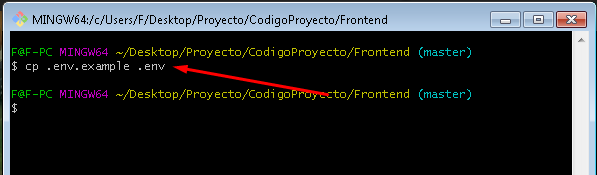 MINGW64:/c/Users/F/Desktop/Proyecto/CodigoProyecto/Frontend
F@F-PC MINGW64 ~/Desktop/Proyecto/CodigoProyecto/Frontend (master)
$ cp .env.example .env
F@F-PC MINGW64 ~/Desktop/Proyecto/CodigoProyecto/Frontend (master)
$